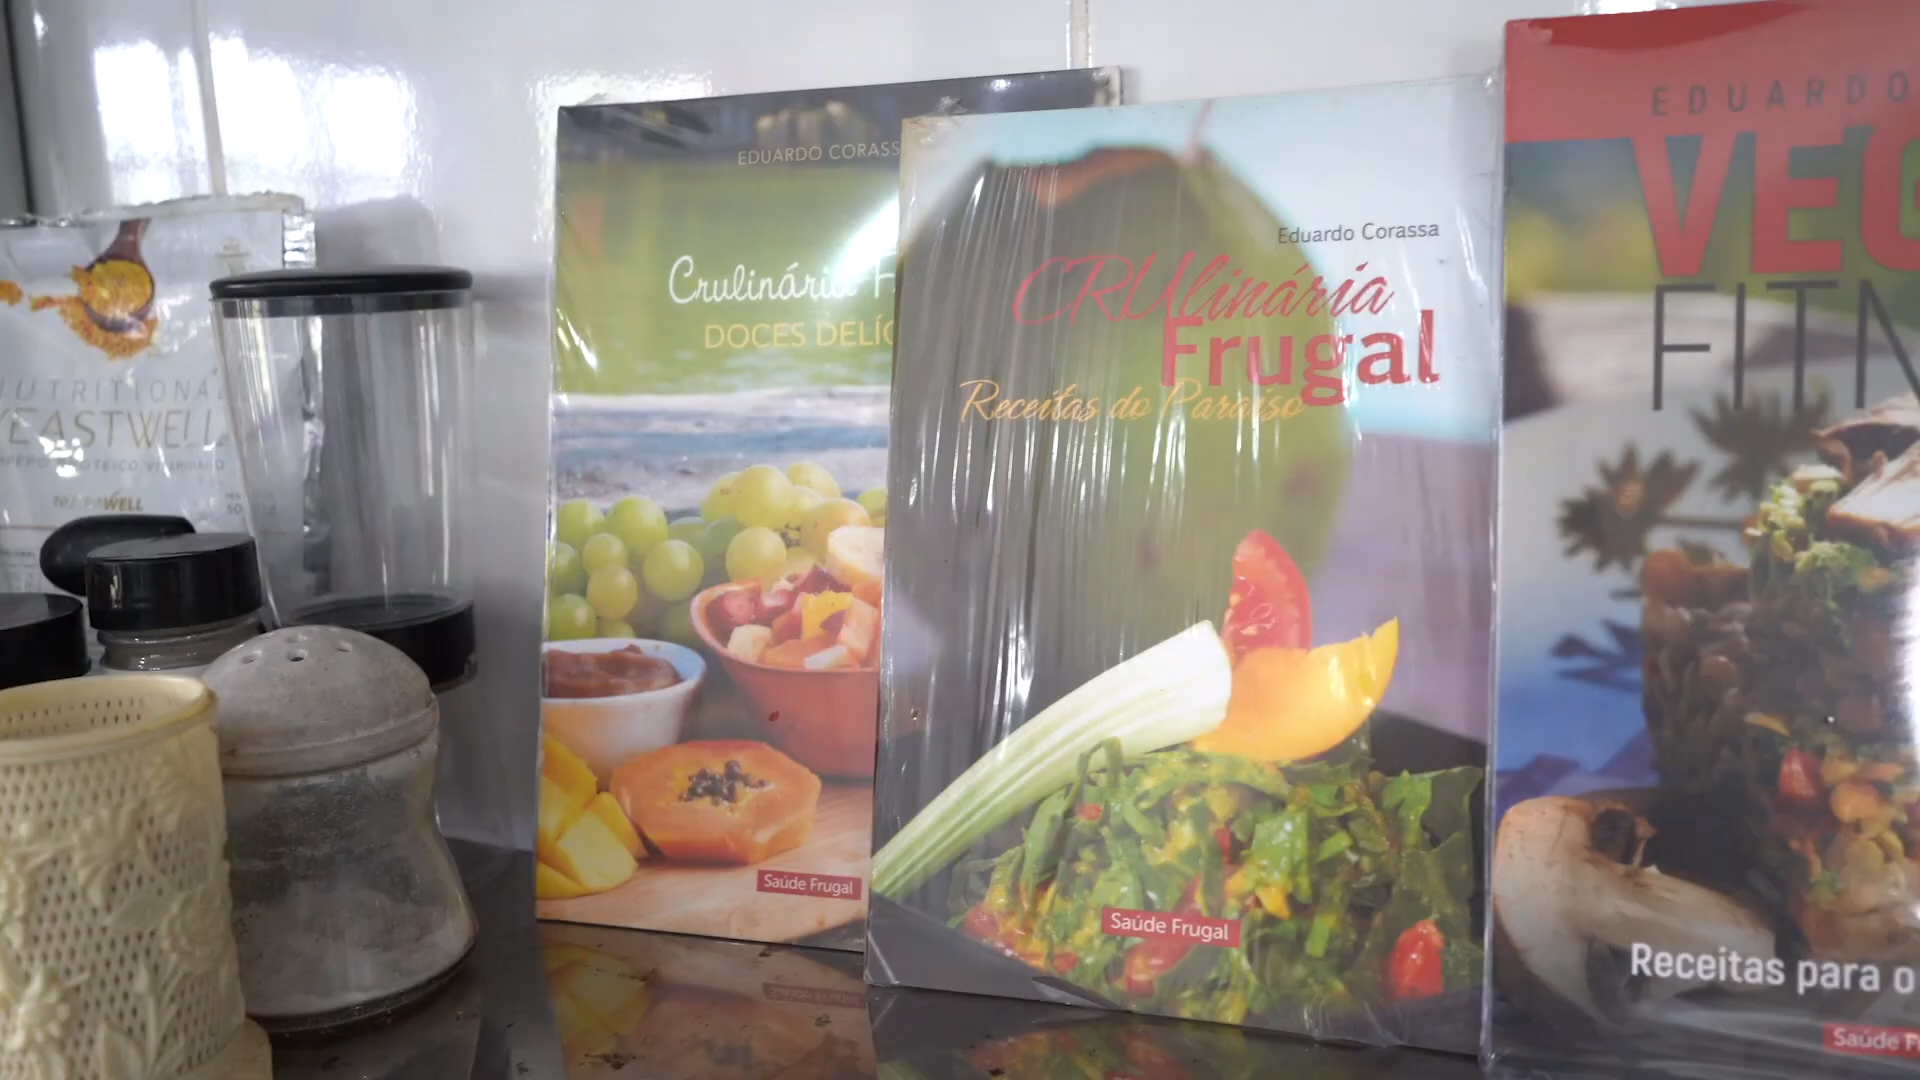 NUTRITIONAL
YEASTWELL
EDUARDO CORASS
Crulinária F
DOCES DELÍC
Saúde Frugal
Eduardo Corassa
CRUlinária
Frugal
Receitas do Paraíso
Saúde Frugal
EDUARDO
VEG
FITN
Receitas para o
Saúde Fr